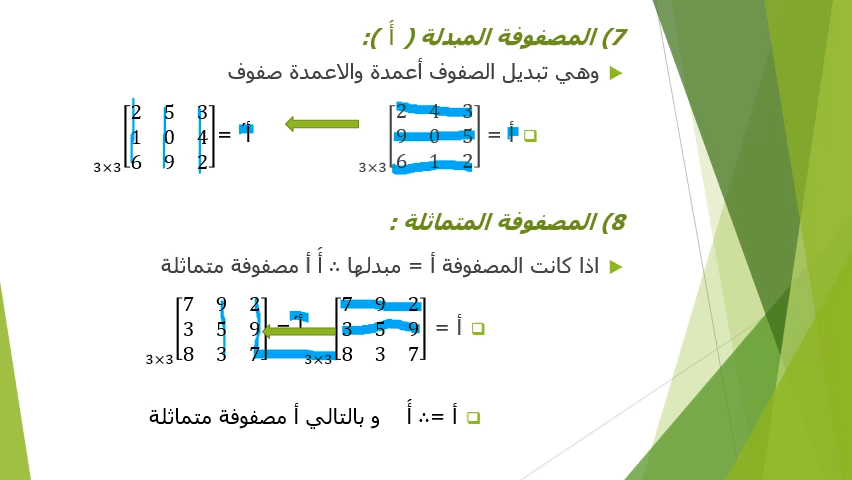 7) المصفوفة المبدلة ( أَ ):
وهي تبديل الصفوف أعمدة والاعمدة صفوف
أ = [2 4 3
9 0 5
6 1 2] 3×3
أَ = [2 5 3
1 0 4
6 9 2] 3×3
8) المصفوفة المتماثلة :
اذا كانت المصفوفة أ = مبدلها ∴ أَ أ مصفوفة متماثلة
أ = [7 9 2
3 5 9
8 3 7] 3×3
أَ = [7 9 2
3 5 9
8 3 7] 3×3
أ =∴ أَ و بالتالي أ مصفوفة متماثلة